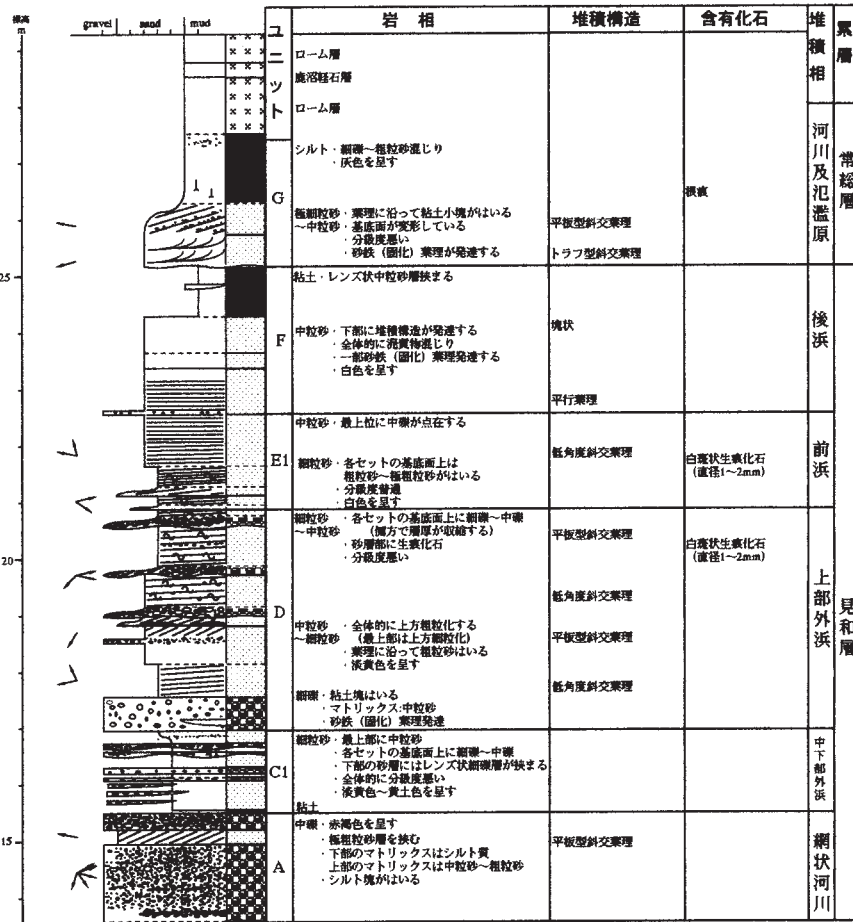 標高
m
gravel
sand
mud
ユニット
岩 相
堆積構造
含有化石
堆積相
累層
ローム層
鹿沼軽石層
ローム層
G
シルト・細礫～粗粒砂混じり
・灰色を呈す
根痕
極細粒砂・葉理に沿って粘土小塊がはいる
～中粒砂・基底面が変形している
・分級度悪い
・砂鉄（固化）葉理が発達する
平板型斜交葉理
トラフ型斜交葉理
河川及氾濫原
常総層
25
F
粘土・レンズ状中粒砂層挟まる
中粒砂・下部に堆積構造が発達する
・全体的に泥質物混じり
・一部砂鉄（固化）葉理発達する
・白色を呈す
塊状
平行葉理
後浜
E1
中粒砂・最上位に中礫が点在する
細粒砂・各セットの基底面上は
粗粒砂～極粗粒砂がはいる
・分級度普通
・白色を呈す
低角度斜交葉理
白斑状生痕化石
(直径1～2mm)
前浜
20
D
細粒砂・各セットの基底面上に細礫～中礫
～中粒砂 （側方で層厚が収縮する）
・砂層部に生痕化石
・分級度悪い
平板型斜交葉理
白斑状生痕化石
(直径1～2mm)
低角度斜交葉理
中粒砂・全体的に上方粗粒化する
～細粒砂 （最上部は上方細粒化）
・葉理に沿って粗粒砂はいる
・淡黄色を呈す
平板型斜交葉理
低角度斜交葉理
細礫・粘土塊はいる
・マトリックス:中粒砂
・砂鉄（固化）葉理発達
上部外浜
見和層
C1
細粒砂・最上部に中粒砂
・各セットの基底面上に細礫～中礫
・下部の砂層にはレンズ状細礫層が挟まる
・全体的に分級度悪い
・淡黄色～黄土色を呈す
粘土
中下部外浜
15
A
中礫・赤褐色を呈す
・極粗粒砂層を挟む
・下部のマトリックスはシルト質
上部のマトリックスは中粒砂～粗粒砂
・シルト塊がはいる
平板型斜交葉理
網状河川